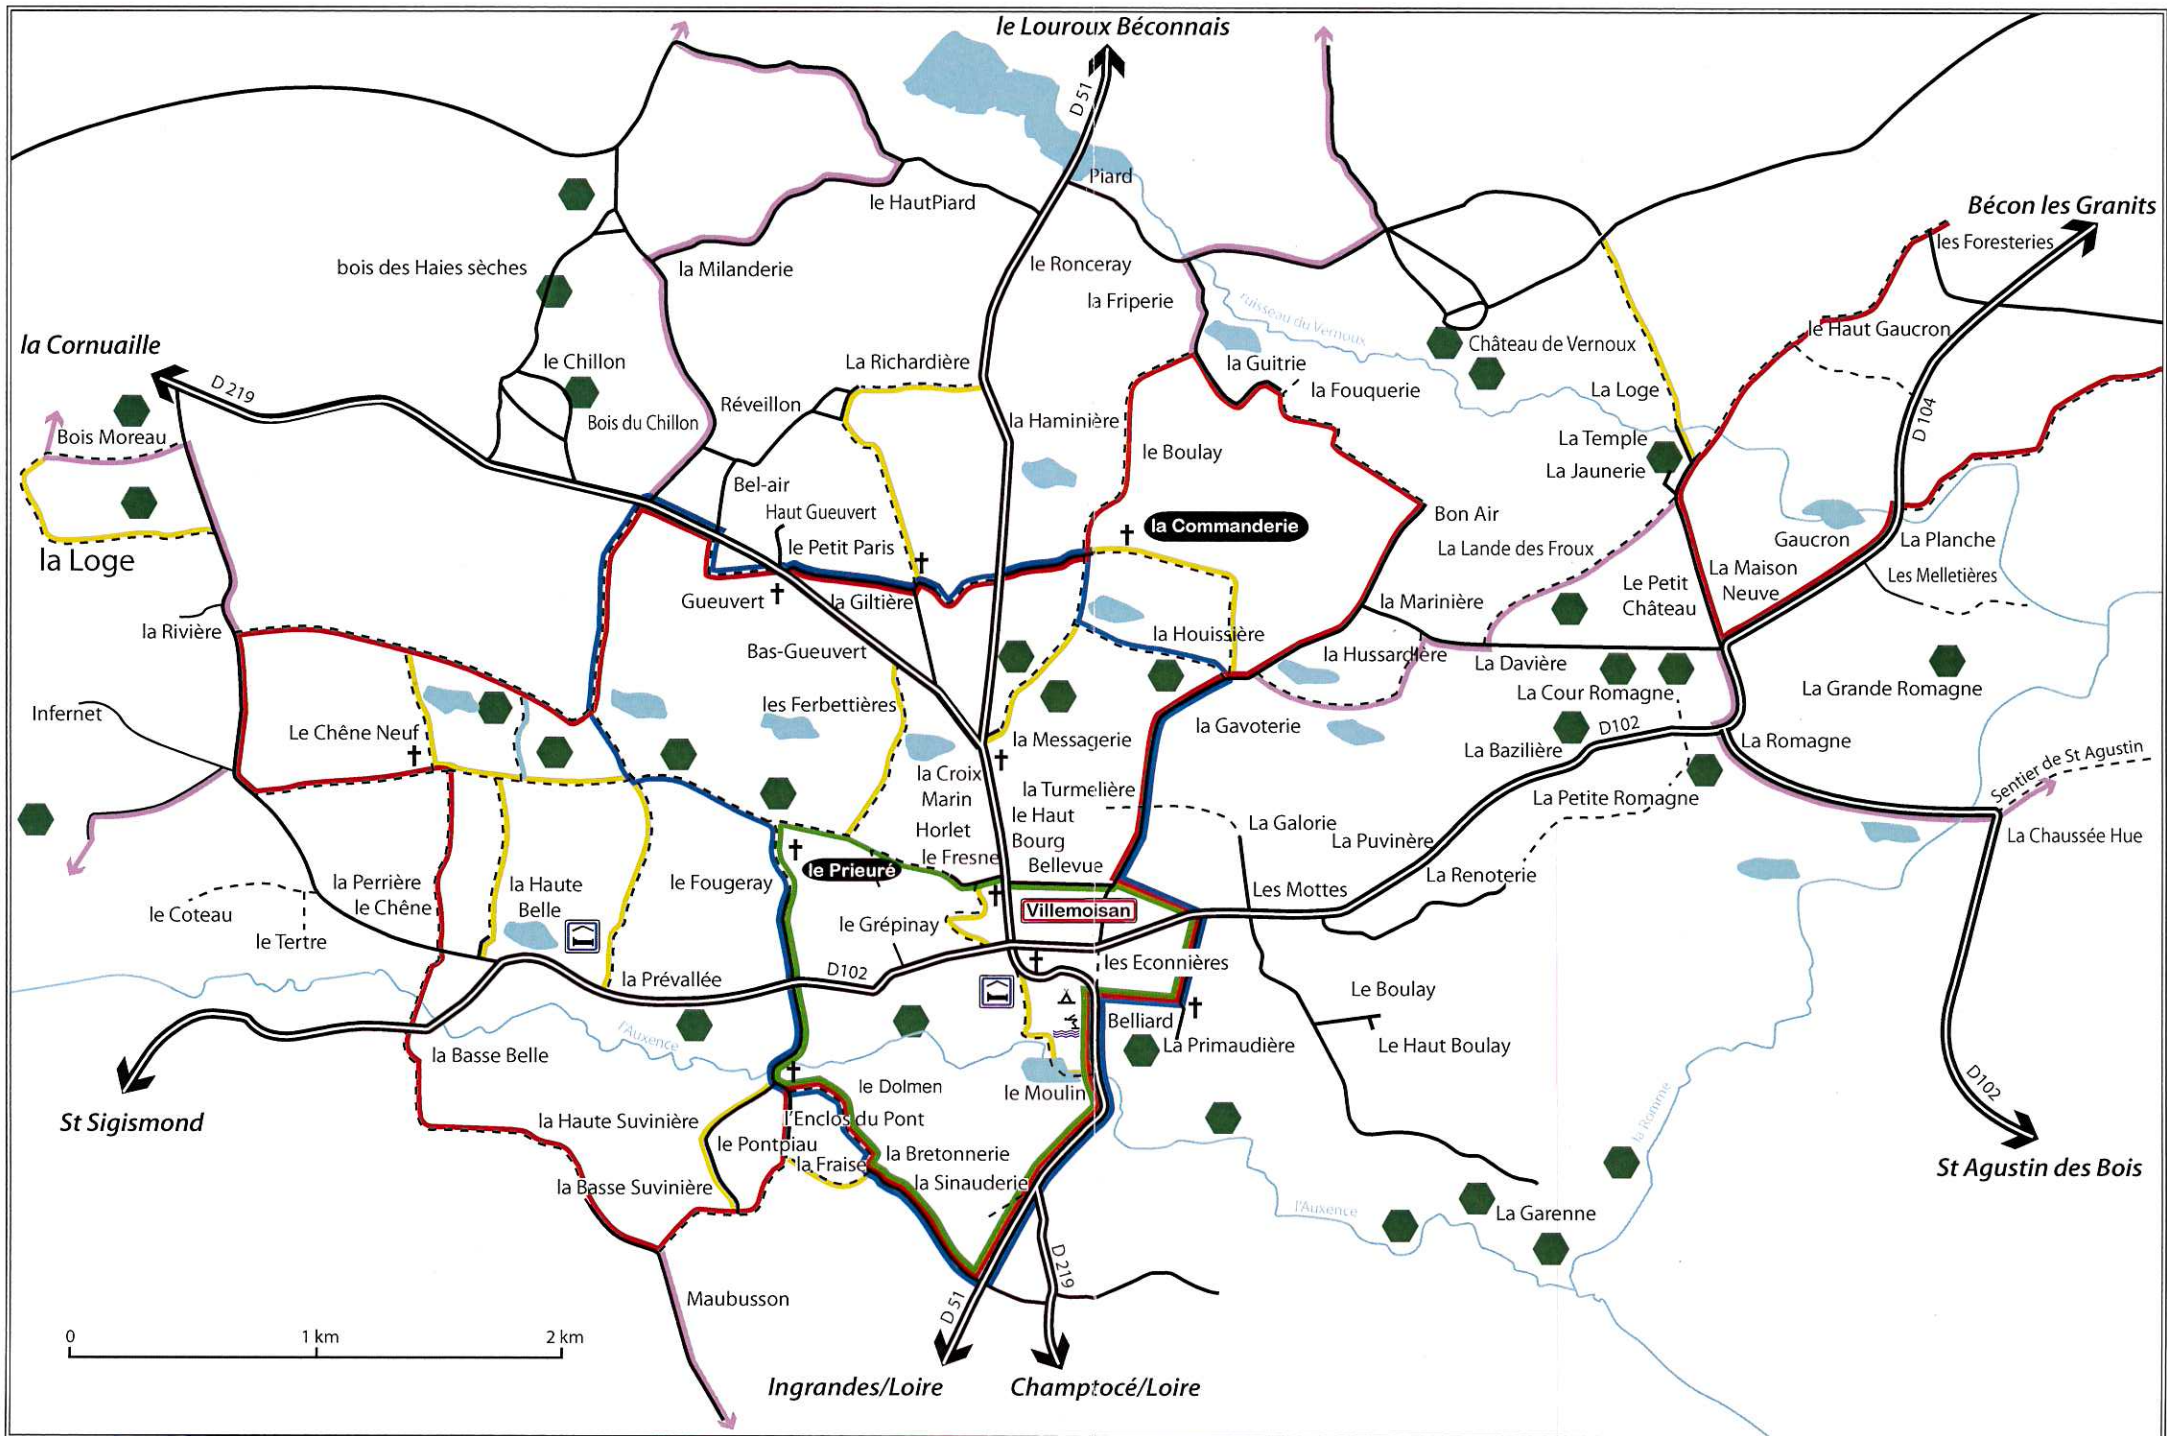 le Louroux Béconnais
D 51
Piard
le HautPiard
Bécon les Granits
les Foresteries
bois des Haies sèches
la Milanderie
le Ronceray
la Friperie
ruisseau du Vernoux
la Cornuaille
D 219
le Chillon
La Richardière
la Guitrie
la Fouquerie
Château de Vernoux
le Haut Gaucron
La Loge
Bois Moreau
Bois du Chillon
Réveillon
la Haminière
le Boulay
La Temple
La Jaunerie
D 104
Bel-air
Haut Gueuvert
le Petit Paris
la Commanderie
Bon Air
La Lande des Froux
Gaucron
La Planche
la Loge
Gueuvert
la Giltière
la Marinière
Le Petit
Château
La Maison
Neuve
Les Melletières
la Rivière
Bas-Gueuvert
la Houissière
la Hussardière
La Davière
La Cour Romagne
La Grande Romagne
Infernet
Le Chêne Neuf
les Ferbettières
la Messagerie
la Gavoterie
La Bazilière
D102
La Romagne
la Croix
Marin
la Turmelière
le Haut
Bourg
La Petite Romagne
Sentier de St Agustin
Horlet
le Fresne
Bellevue
La Galorie
La Puvinère
La Chaussée Hue
la Perrière
le Chêne
la Haute
Belle
le Fougeray
le Prieuré
Les Mottes
La Renoterie
le Coteau
le Tertre
le Grépinay
Villemoisan
la Prévallée
D102
les Econnières
Le Boulay
Belliard
La Primaudière
Le Haut Boulay
l'Auxence
la Basse Belle
le Dolmen
le Moulin
D102
la Romme
St Sigismond
la Haute Suvinière
l'Enclos du Pont
le Pontpiau
la Fraise
la Bretonnerie
la Sinauderie
la Basse Suvinière
St Agustin des Bois
l'Auxence
La Garenne
Maubusson
D 219
D 51
0 1 km 2 km
Ingrandes/Loire
Champtocé/Loire